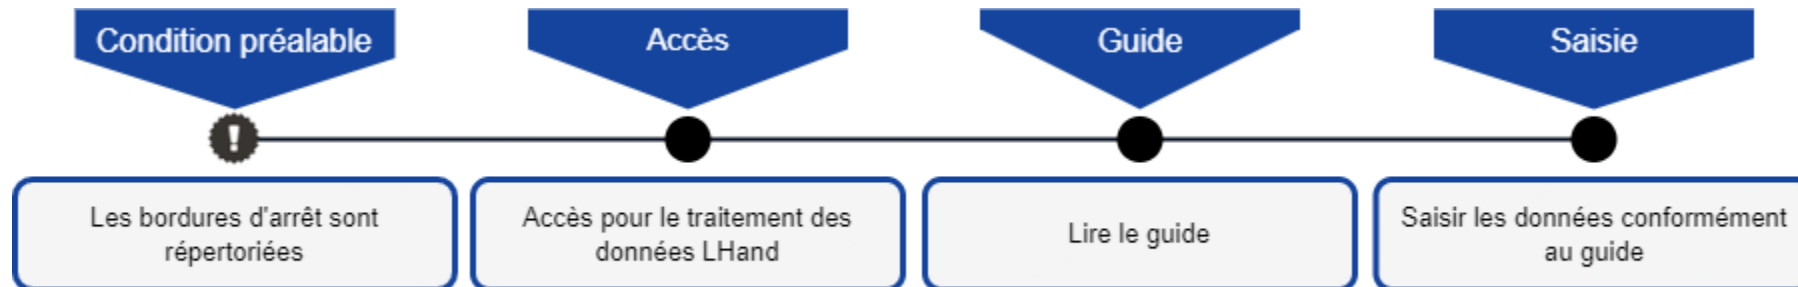 Condition préalable
Accès
Guide
Saisie
Les bordures d'arrêt sont
répertoriées
Accès pour le traitement des
données LHand
Lire le guide
Saisir les données conformément
au guide